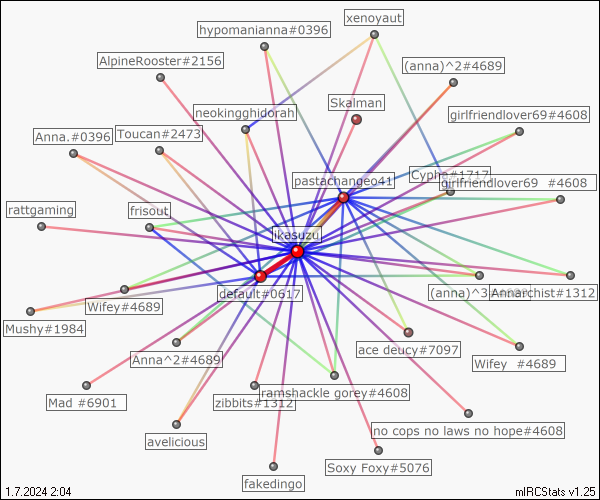 xenoyaut
hypomanianna#0396
AlpineRooster#2156
(anna)^2#4689
Skalman
neokingghidorah
girlfriendlover69#4608
Anna.#0396
Toucan#2473
pastachangeo41
Cyphe#1717
girlfriendlover69 #4608
rattgaming
frisout
ikasuzu
default#0617
(anna)^3
Annarchist#1312
Wifey#4689
Mushy#1984
Anna^2#4689
ace deucy#7097
Wifey #4689
Mad #6901
zibbits#1312
ramshackle gorey#4608
avelicious
no cops no laws no hope#4608
Soxy Foxy#5076
fakedingo
1.7.2024 2:04
mIRCStats v1.25